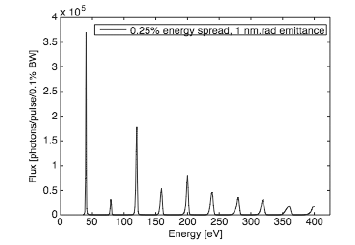 4 x 10^5
0.25% energy spread, 1 nm.rad emittance
3.5
3
2.5
2
1.5
1
0.5
0
Flux [photons/pulse/0.1% BW]
0 50 100 150 200 250 300 350 400
Energy [eV]